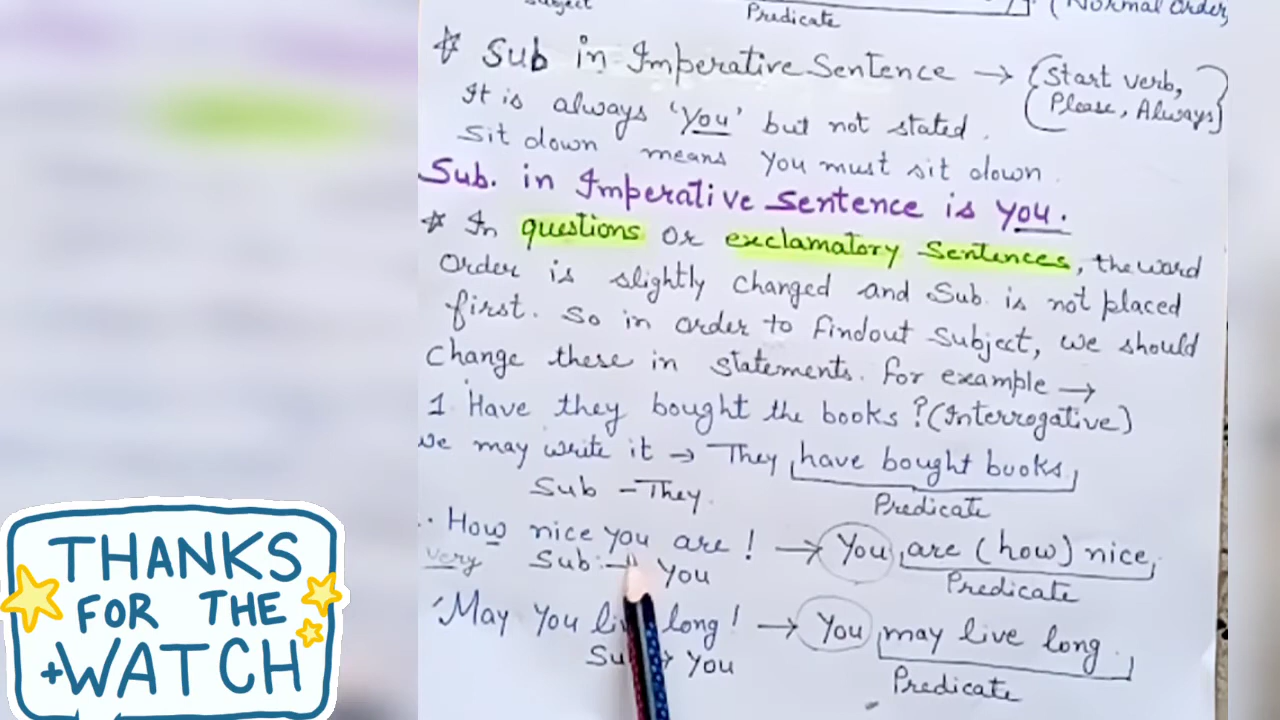 Subject
Predicate
(Normal Order,
☆ Sub in Imperative Sentence → (Start verb,
Please, Always)
It is always 'You' but not stated.
Sit down means You must sit down.
Sub. in Imperative Sentence is You.
☆ In questions or exclamatory Sentences, the word
Order is slightly changed and Sub. is not placed
first. So in order to findout Subject, we should
Change these in statements. For example →
1. Have they bought the books? (Interrogative)
We may write it → They have bought books.
Sub - They.
Predicate
How nice you are! → You are (how) nice.
very Sub: → You
Predicate
May You live long! → You may live long.
Sub → You
Predicate
THANKS
FOR THE
WATCH